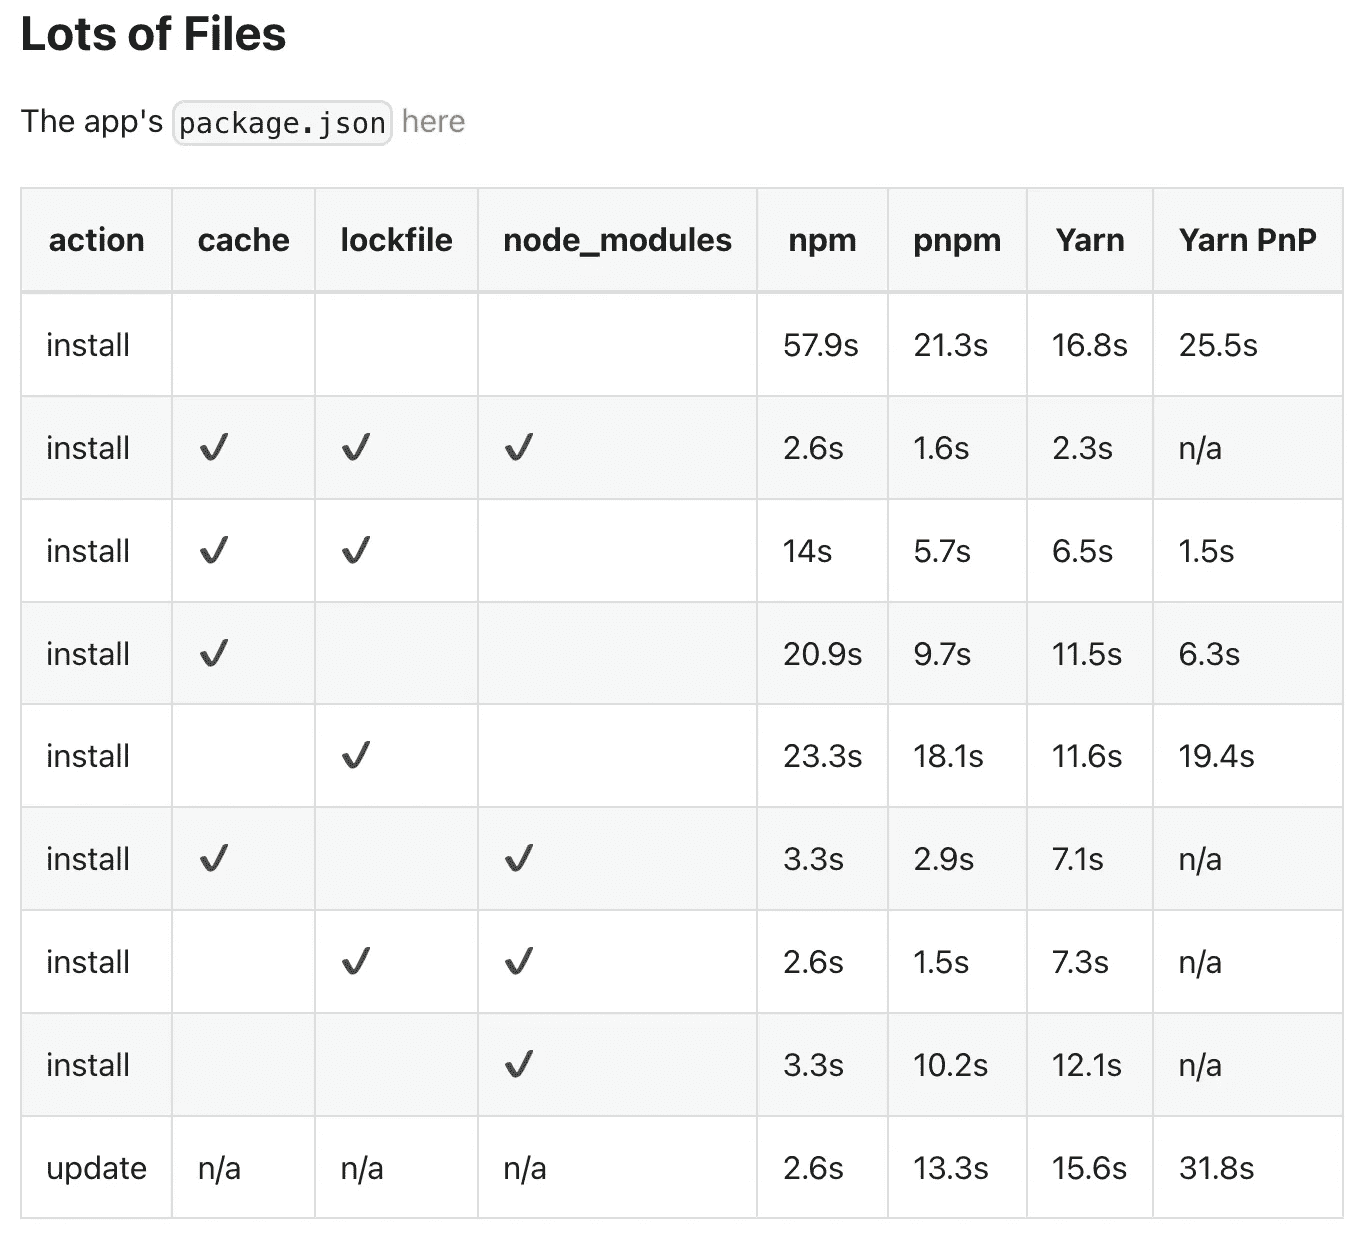 Lots of Files
The app's package.json here
action cache lockfile node_modules npm pnpm Yarn Yarn PnP
install 57.9s 21.3s 16.8s 25.5s
install ✔ ✔ ✔ 2.6s 1.6s 2.3s n/a
install ✔ ✔ 14s 5.7s 6.5s 1.5s
install ✔ 20.9s 9.7s 11.5s 6.3s
install ✔ 23.3s 18.1s 11.6s 19.4s
install ✔ ✔ 3.3s 2.9s 7.1s n/a
install ✔ ✔ 2.6s 1.5s 7.3s n/a
install ✔ 3.3s 10.2s 12.1s n/a
update n/a n/a n/a 2.6s 13.3s 15.6s 31.8s